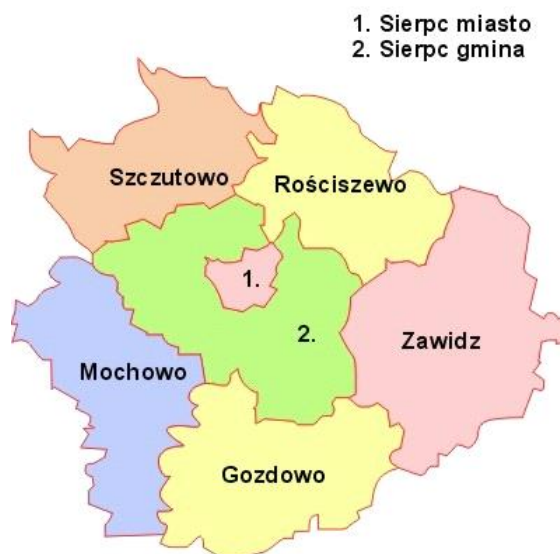 1. Sierpc miasto
2. Sierpc gmina
Szczutowo
Rościszewo
1.
2.
Zawidz
Mochowo
Gozdowo